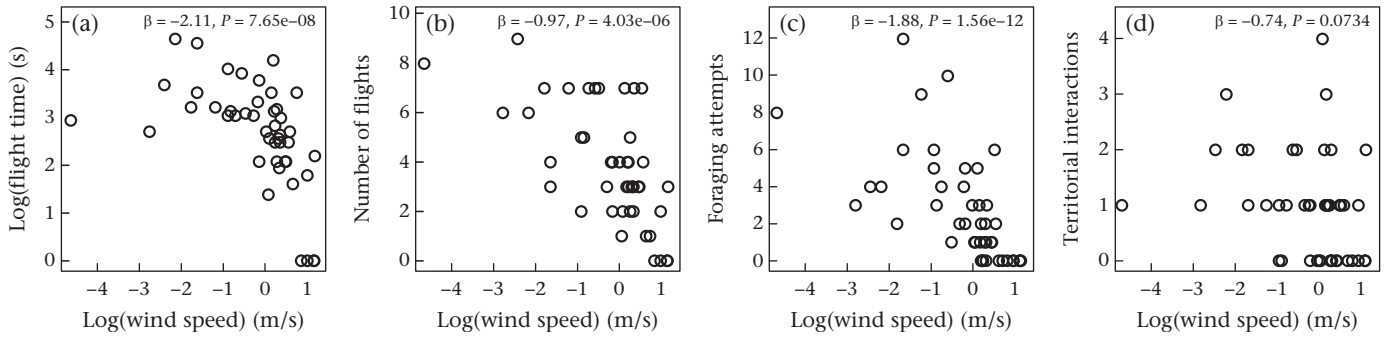 (a) β = −2.11, P = 7.65e−08
Log(flight time) (s)
5
4
3
2
1
0
−4 −3 −2 −1 0 1
Log(wind speed) (m/s)
(b) β = −0.97, P = 4.03e−06
Number of flights
10
8
6
4
2
0
−4 −3 −2 −1 0 1
Log(wind speed) (m/s)
(c) β = −1.88, P = 1.56e−12
Foraging attempts
12
10
8
6
4
2
0
−4 −3 −2 −1 0 1
Log(wind speed) (m/s)
(d) β = −0.74, P = 0.0734
Territorial interactions
4
3
2
1
0
−4 −3 −2 −1 0 1
Log(wind speed) (m/s)